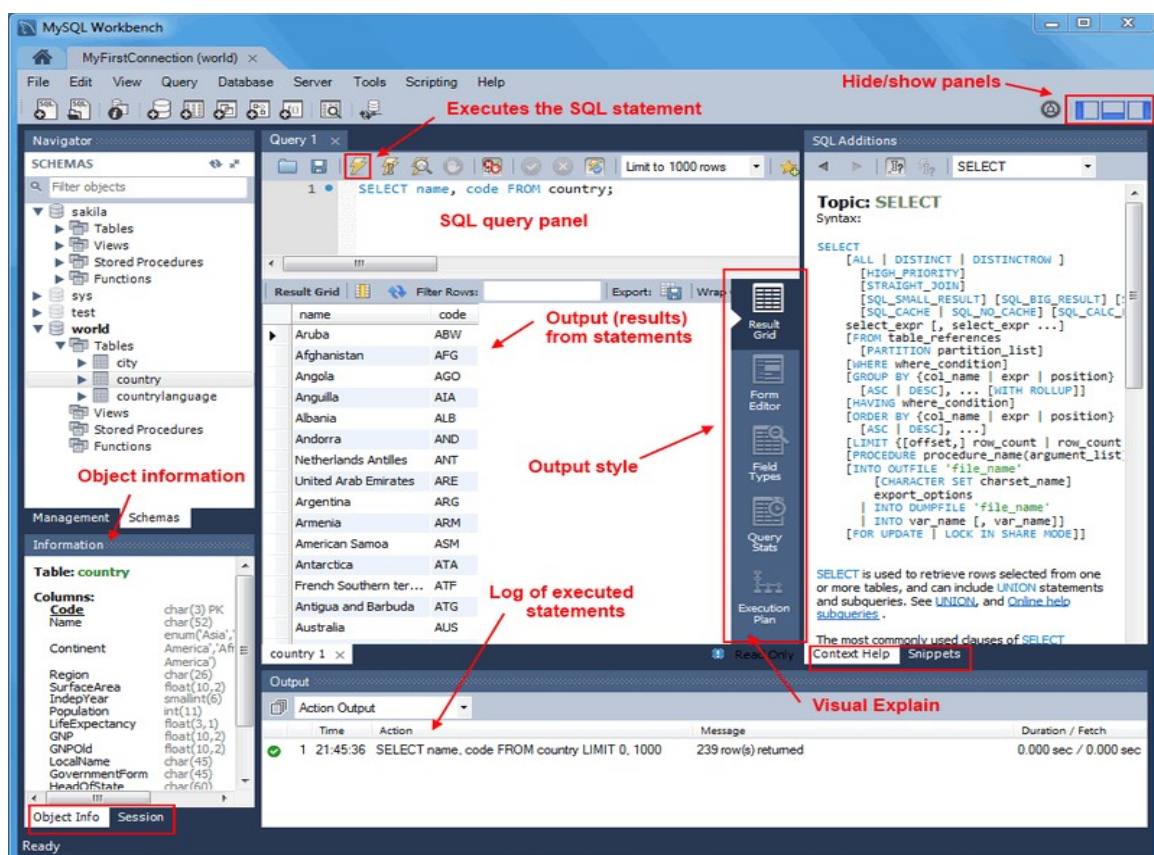 MySQL Workbench
MyFirstConnection (world)
File Edit View Query Database Server Tools Scripting Help
Hide/show panels
Executes the SQL statement
Navigator
SCHEMAS
Filter objects
sakila
Tables
Views
Stored Procedures
Functions
sys
test
world
Tables
city
country
countrylanguage
Views
Stored Procedures
Functions
Object information
Management Schemas
Information
Table: country
Columns:
Code char(3) PK
Name char(52)
enum('Asia','
Continent America','Afr
America')
Region char(26)
SurfaceArea float(10,2)
IndepYear smallint(6)
Population int(11)
LifeExpectancy float(3,1)
GNP float(10,2)
GNPOld float(10,2)
LocalName char(45)
GovernmentForm char(45)
HeadOfState char(60)
Object Info Session
Ready
Query 1
Limit to 1000 rows
1 SELECT name, code FROM country;
SQL query panel
Result Grid Filter Rows: Export: Wrap
name code
Aruba ABW
Afghanistan AFG
Angola AGO
Anguilla AIA
Albania ALB
Andorra AND
Netherlands Antilles ANT
United Arab Emirates ARE
Argentina ARG
Armenia ARM
American Samoa ASM
Antarctica ATA
French Southern ter... ATF
Antigua and Barbuda ATG
Australia AUS
Output (results)
from statements
Output style
Log of executed
statements
Result
Grid
Form
Editor
Field
Types
Query
Stats
Execution
Plan
country 1 Read Only
Visual Explain
SQL Additions
SELECT
Topic: SELECT
Syntax:
SELECT
[ALL | DISTINCT | DISTINCTROW ]
[HIGH_PRIORITY]
[STRAIGHT_JOIN]
[SQL_SMALL_RESULT] [SQL_BIG_RESULT] [S
[SQL_CACHE | SQL_NO_CACHE] [SQL_CALC_
select_expr [, select_expr ...]
[FROM table_references
[PARTITION partition_list]
[WHERE where_condition]
[GROUP BY {col_name | expr | position}
[ASC | DESC], ... [WITH ROLLUP]]
[HAVING where_condition]
[ORDER BY {col_name | expr | position}
[ASC | DESC], ...]
[LIMIT {[offset,] row_count | row_count
[PROCEDURE procedure_name(argument_list)
[INTO OUTFILE 'file_name'
[CHARACTER SET charset_name]
export_options
| INTO DUMPFILE 'file_name'
| INTO var_name [, var_name]]
[FOR UPDATE | LOCK IN SHARE MODE]]
SELECT is used to retrieve rows selected from one
or more tables, and can include UNION statements
and subqueries. See UNION, and Online help
subqueries .
The most commonly used clauses of SELECT
Context Help Snippets
Output
Action Output
Time Action Message Duration / Fetch
1 21:45:36 SELECT name, code FROM country LIMIT 0, 1000 239 row(s) returned 0.000 sec / 0.000 sec